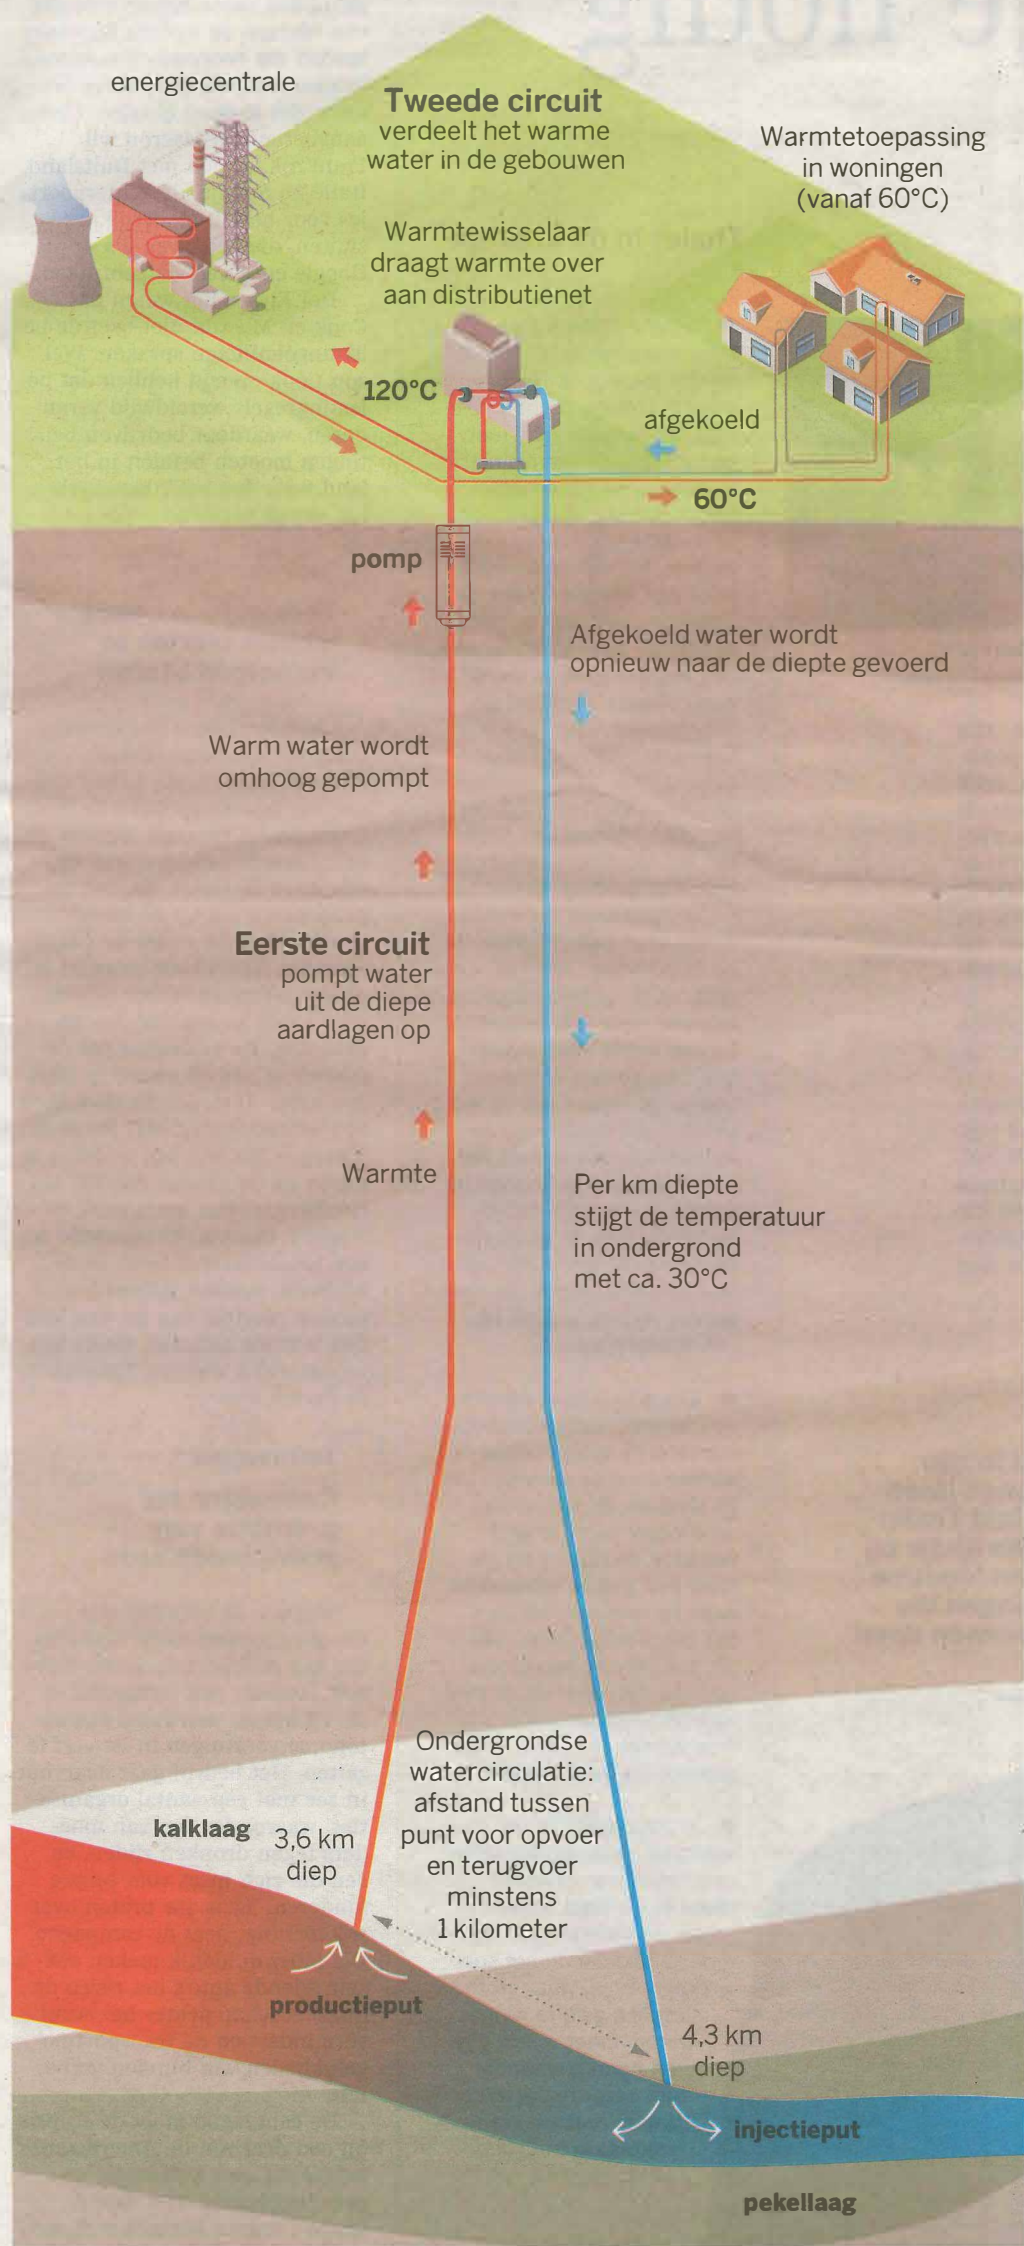 energiecentrale
Tweede circuit
verdeelt het warme
water in de gebouwen
Warmtetoepassing
in woningen
(vanaf 60°C)
Warmtewisselaar
draagt warmte over
aan distributienet
120°C
afgekoeld
60°C
pomp
Afgekoeld water wordt
opnieuw naar de diepte gevoerd
Warm water wordt
omhoog gepompt
Eerste circuit
pompt water
uit de diepe
aardlagen op
Warmte
Per km diepte
stijgt de temperatuur
in ondergrond
met ca. 30°C
Ondergrondse
watercirculatie:
afstand tussen
punt voor opvoer
en terugvoer
minstens
1 kilometer
kalklaag
3,6 km
diep
productieput
4,3 km
diep
injectieput
pekellaag